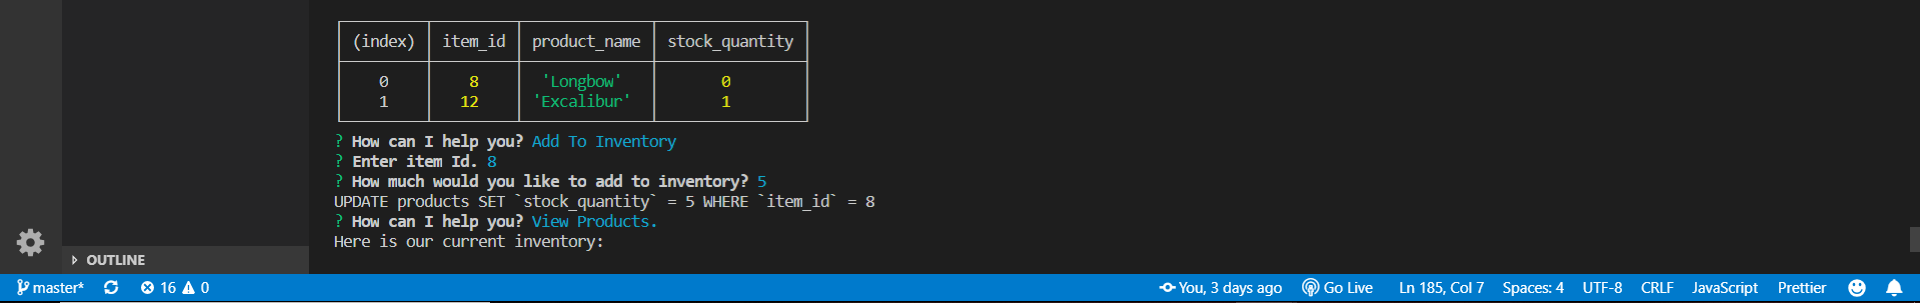 (index) item_id product_name stock_quantity
0 8 'Longbow' 0
1 12 'Excalibur' 1
? How can I help you? Add To Inventory
? Enter item Id. 8
? How much would you like to add to inventory? 5
UPDATE products SET `stock_quantity` = 5 WHERE `item_id` = 8
? How can I help you? View Products.
Here is our current inventory:
OUTLINE
master* 16 0 You, 3 days ago Go Live Ln 185, Col 7 Spaces: 4 UTF-8 CRLF JavaScript Prettier